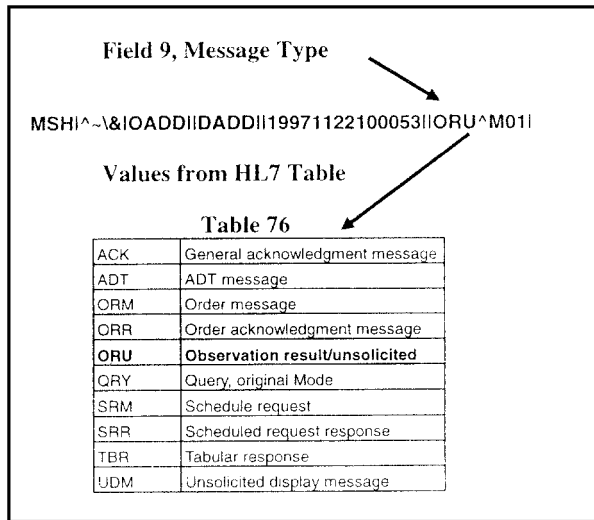 Field 9, Message Type
MSH|^~\&|OADD||DADD||19971122100053||ORU^M01|
Values from HL7 Table
Table 76
ACK General acknowledgment message
ADT ADT message
ORM Order message
ORR Order acknowledgment message
ORU Observation result/unsolicited
QRY Query, original Mode
SRM Schedule request
SRR Scheduled request response
TBR Tabular response
UDM Unsolicited display message